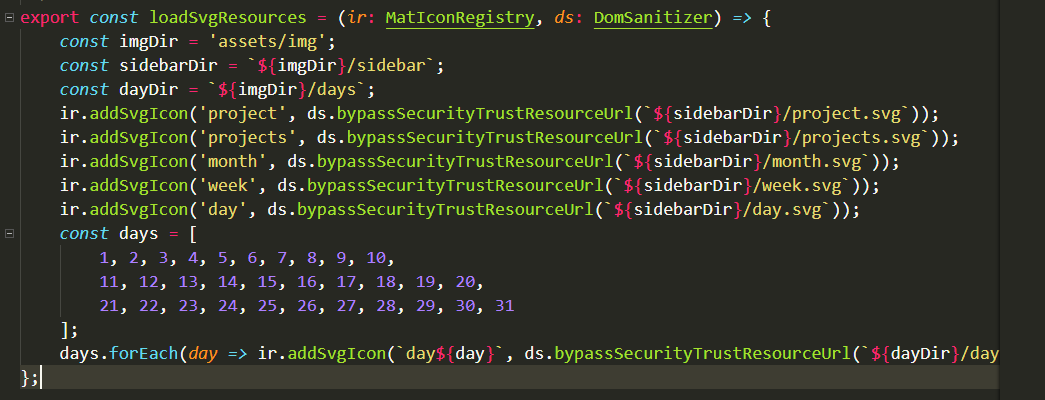 export const loadSvgResources = (ir: MatIconRegistry, ds: DomSanitizer) => {
    const imgDir = 'assets/img';
    const sidebarDir = `${imgDir}/sidebar`;
    const dayDir = `${imgDir}/days`;
    ir.addSvgIcon('project', ds.bypassSecurityTrustResourceUrl(`${sidebarDir}/project.svg`));
    ir.addSvgIcon('projects', ds.bypassSecurityTrustResourceUrl(`${sidebarDir}/projects.svg`));
    ir.addSvgIcon('month', ds.bypassSecurityTrustResourceUrl(`${sidebarDir}/month.svg`));
    ir.addSvgIcon('week', ds.bypassSecurityTrustResourceUrl(`${sidebarDir}/week.svg`));
    ir.addSvgIcon('day', ds.bypassSecurityTrustResourceUrl(`${sidebarDir}/day.svg`));
    const days = [
        1, 2, 3, 4, 5, 6, 7, 8, 9, 10,
        11, 12, 13, 14, 15, 16, 17, 18, 19, 20,
        21, 22, 23, 24, 25, 26, 27, 28, 29, 30, 31
    ];
    days.forEach(day => ir.addSvgIcon(`day${day}`, ds.bypassSecurityTrustResourceUrl(`${dayDir}/day
};